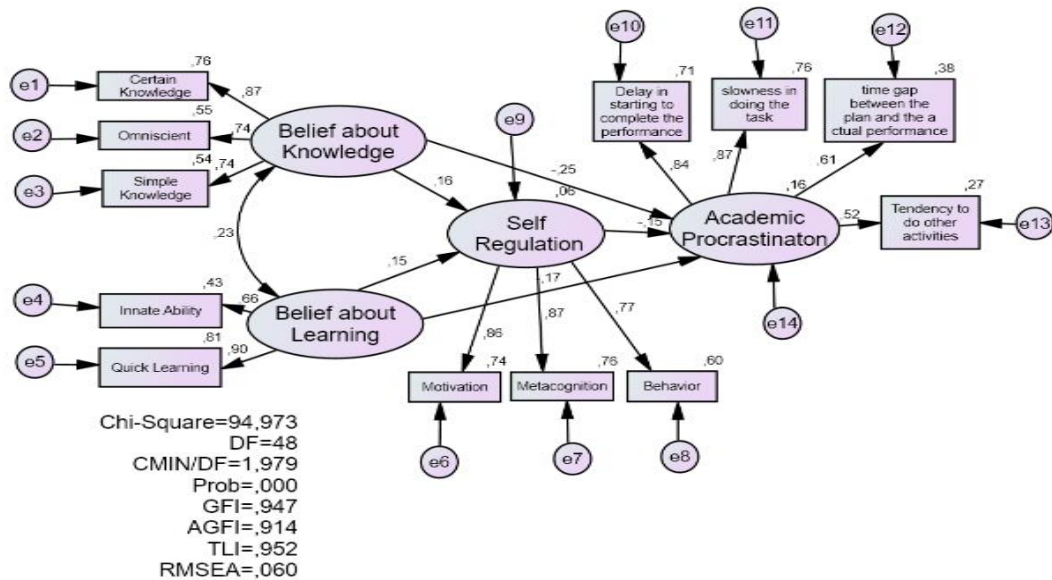 e10
e11
e12
,76
,71
,76
,38
e1
Certain
Knowledge
,87
Delay in
starting to
complete the
performance
slowness in
doing the
task
time gap
between the
plan and the a
ctual performance
,55
e2
Omniscient
,74
Belief about
Knowledge
e9
,54
,74
e3
Simple
Knowledge
-,25
,84
,87
,61
,16
,06
,16
,27
,23
Self
Regulation
-,15
Academic
Procrastinaton
,52
Tendency to
do other
activities
e13
,15
-,17
,43
e4
Innate Ability
,66
Belief about
Learning
e14
,81
,90
e5
Quick Learning
,86
,87
,77
,74
,76
,60
Motivation
Metacognition
Behavior
e6
e7
e8
Chi-Square=94,973
DF=48
CMIN/DF=1,979
Prob=,000
GFI=,947
AGFI=,914
TLI=,952
RMSEA=,060